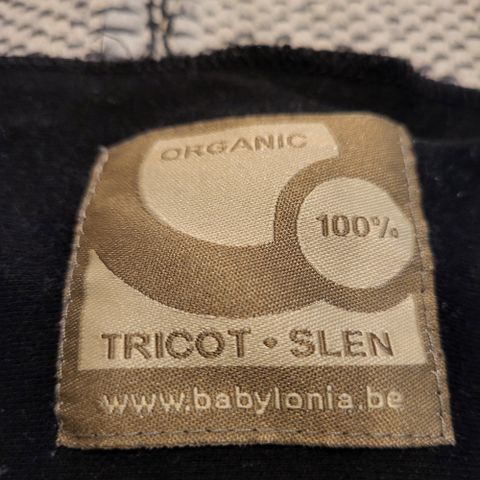 ORGANIC
100%
TRICOT • SLEN
www.babylonia.be